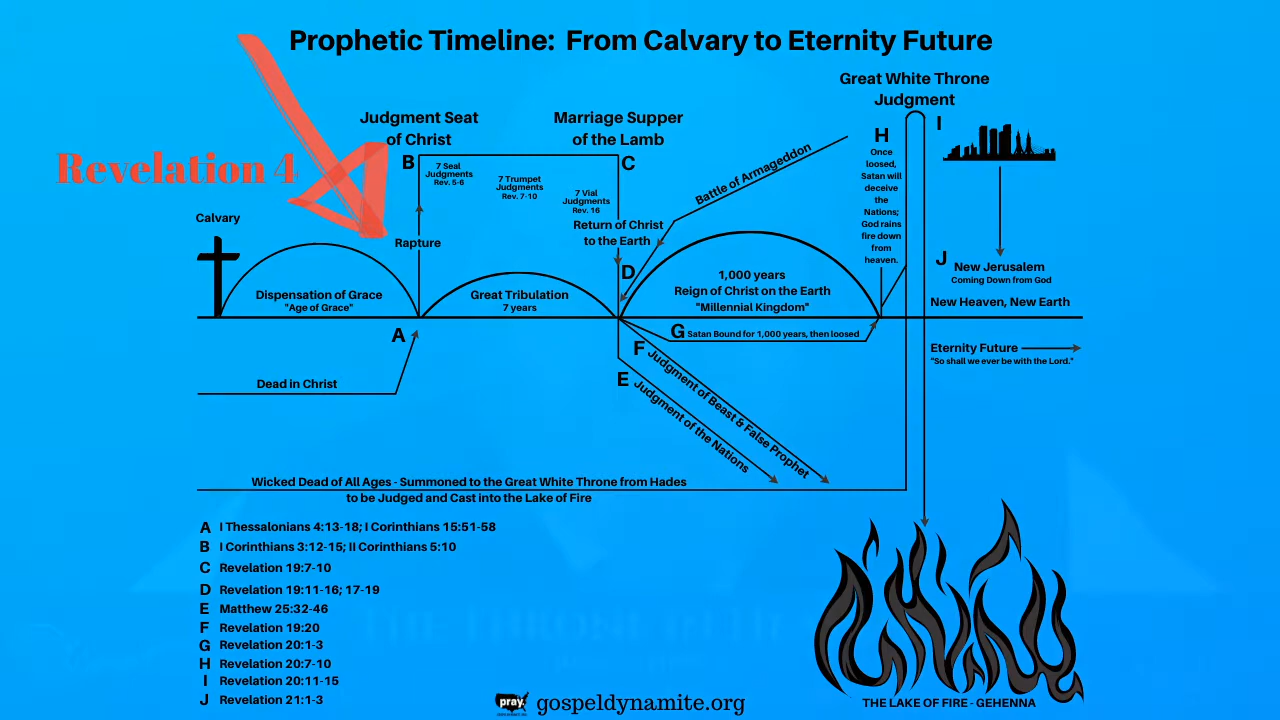 Prophetic Timeline: From Calvary to Eternity Future
Great White Throne
Judgment
Judgment Seat
of Christ
Marriage Supper
of the Lamb
Revelation 4
B
C
H
I
7 Seal
Judgments
Rev. 5-6
7 Trumpet
Judgments
Rev. 7-10
7 Vial
Judgments
Rev. 16
Battle of Armageddon
Once
loosed,
Satan will
deceive
the
Nations;
God rains
fire down
from
heaven.
Calvary
Rapture
Return of Christ
to the Earth
D
J
New Jerusalem
Coming Down from God
New Heaven, New Earth
Dispensation of Grace
"Age of Grace"
Great Tribulation
7 years
1,000 years
Reign of Christ on the Earth
"Millennial Kingdom"
A
G Satan Bound for 1,000 years, then loosed
F Judgment of Beast & False Prophet
E Judgment of the Nations
Eternity Future
"So shall we ever be with the Lord."
Dead in Christ
Wicked Dead of All Ages - Summoned to the Great White Throne from Hades
to be Judged and Cast into the Lake of Fire
A I Thessalonians 4:13-18; I Corinthians 15:51-58
B I Corinthians 3:12-15; II Corinthians 5:10
C Revelation 19:7-10
D Revelation 19:11-16; 17-19
E Matthew 25:32-46
F Revelation 19:20
G Revelation 20:1-3
H Revelation 20:7-10
I Revelation 20:11-15
J Revelation 21:1-3
pray.
gospeldynamite.org
THE LAKE OF FIRE - GEHENNA